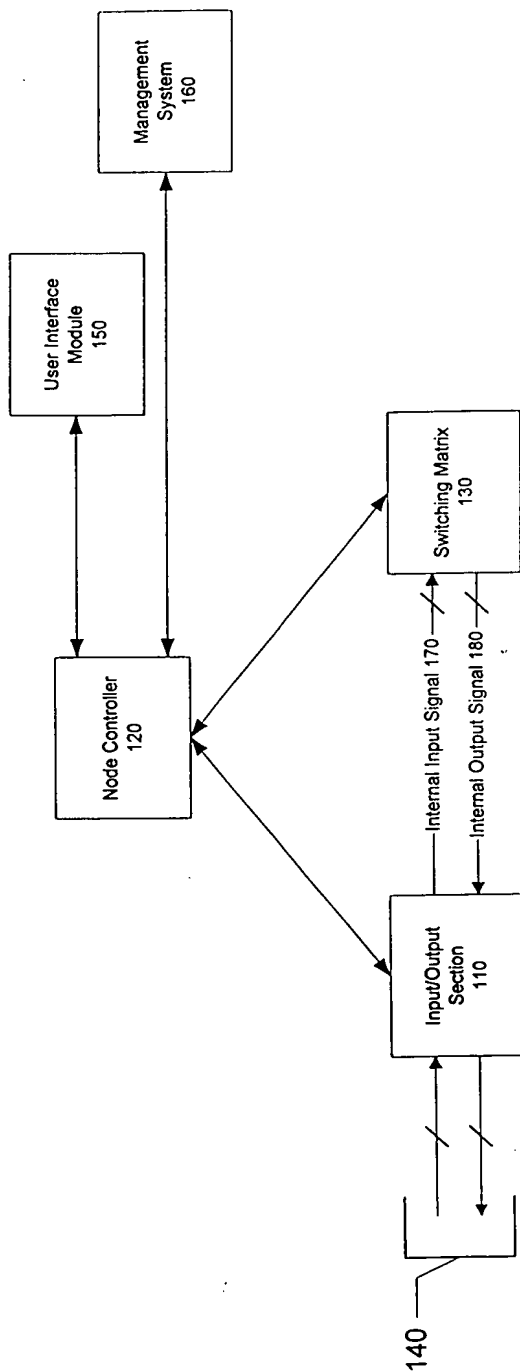 Management
System
160
User Interface
Module
150
Node Controller
120
Switching Matrix
130
Internal Input Signal 170
Internal Output Signal 180
Input/Output
Section
110
140